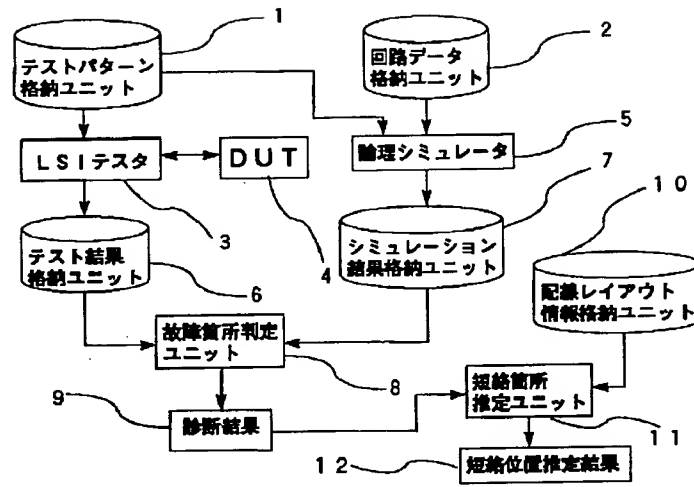 1
テストパターン
格納ユニット
2
回路データ
格納ユニット
LSIテスタ
DUT
論理シミュレータ
5
3
4
7
テスト結果
格納ユニット
6
シミュレーション
結果格納ユニット
10
配線レイアウト
情報格納ユニット
故障箇所判定
ユニット
8
9
診断結果
短絡箇所
推定ユニット
11
12
短絡位置推定結果